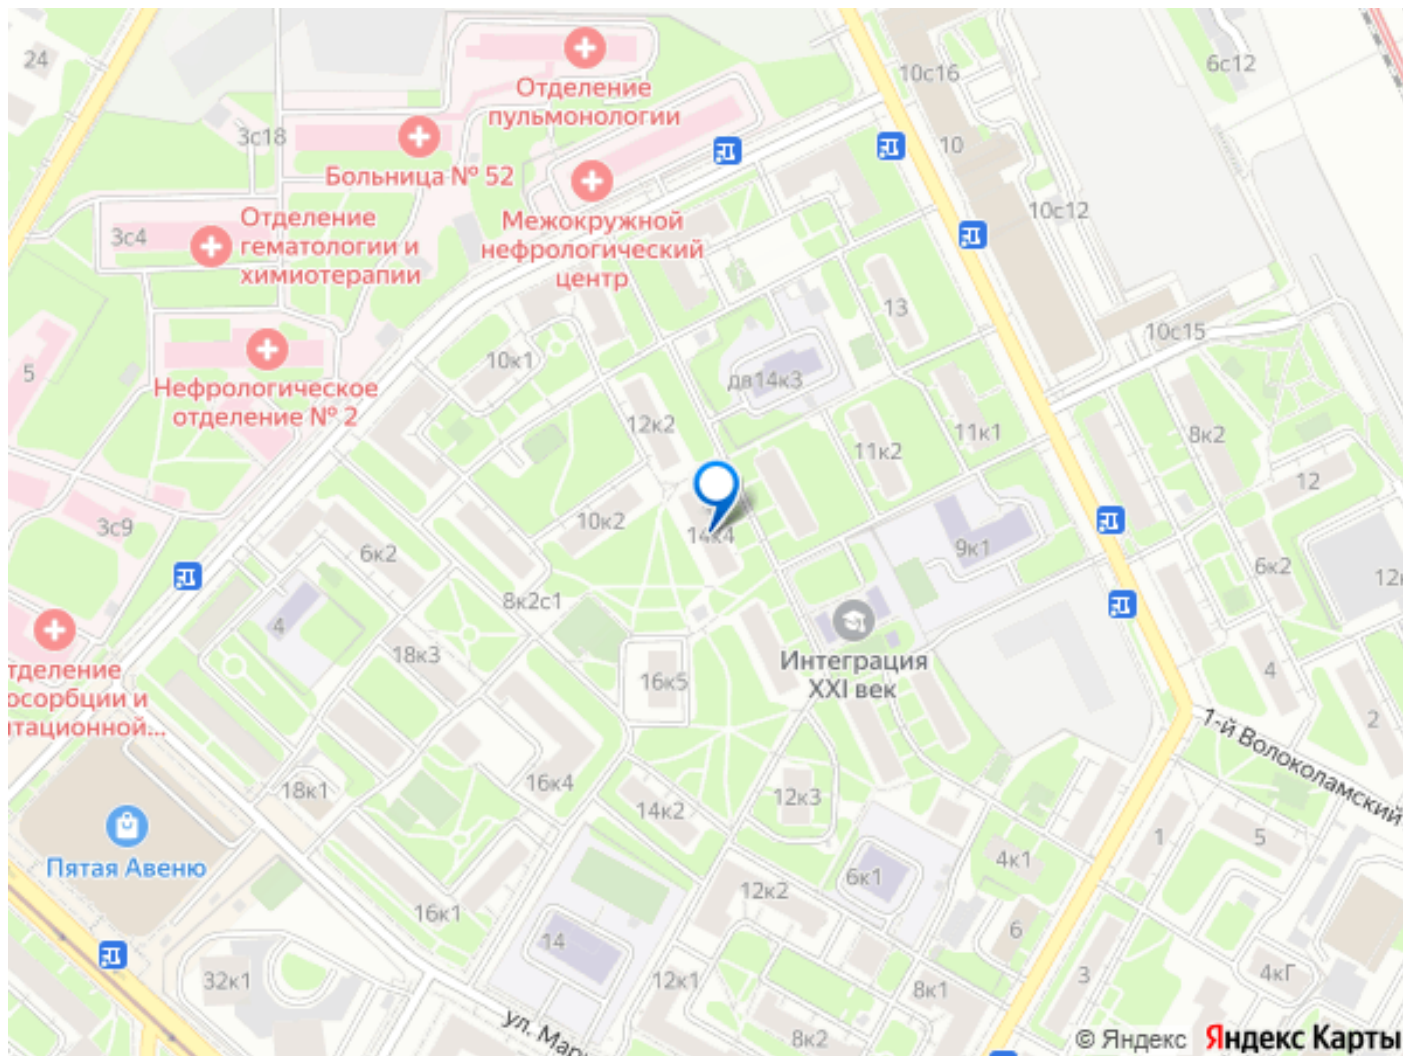 24
6с12
10с16
Отделение
пульмонологии
3с18
10
Больница № 52
10с12
Отделение
гематологии и
химиотерапии
3с4
Межокружной
нефрологический
центр
13
10с15
5
10к1
дв14к3
Нефрологическое
отделение № 2
12к2
11к2
11к1
8к2
12
3с9
10к2
14к4
6к2
9к1
6к2
8к2с1
4
18к3
16к5
Интеграция
XXI век
4
тделение
осорбции и
тационной...
2
1-й Волоколамский
18к1
16к4
14к2
12к3
1
5
Пятая Авеню
4к1
6к1
12к2
16к1
14
6
32к1
12к1
8к1
3
4кГ
ул. Мар
8к2
© Яндекс Яндекс Карты